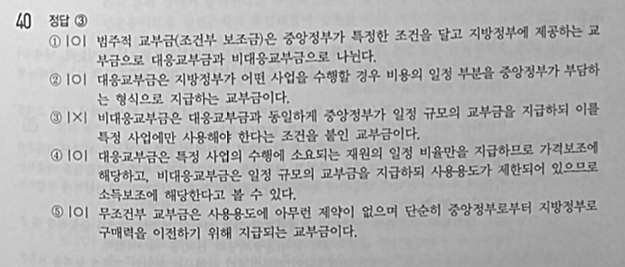 40 정답 ③
① |O| 범주적 교부금(조건부 보조금)은 중앙정부가 특정한 조건을 달고 지방정부에 제공하는 교
부금으로 대응교부금과 비대응교부금으로 나뉜다.
② |O| 대응교부금은 지방정부가 어떤 사업을 수행할 경우 비용의 일정 부분을 중앙정부가 부담하
는 형식으로 지급하는 교부금이다.
③ |X| 비대응교부금은 대응교부금과 동일하게 중앙정부가 일정 규모의 교부금을 지급하되 이를
특정 사업에만 사용해야 한다는 조건을 붙인 교부금이다.
④ |O| 대응교부금은 특정 사업의 수행에 소요되는 재원의 일정 비율만을 지급하므로 가격보조에
해당하고, 비대응교부금은 일정 규모의 교부금을 지급하되 사용용도가 제한되어 있으므로
소득보조에 해당한다고 볼 수 있다.
⑤ |O| 무조건부 교부금은 사용용도에 아무런 제약이 없으며 단순히 중앙정부로부터 지방정부로
구매력을 이전하기 위해 지급되는 교부금이다.